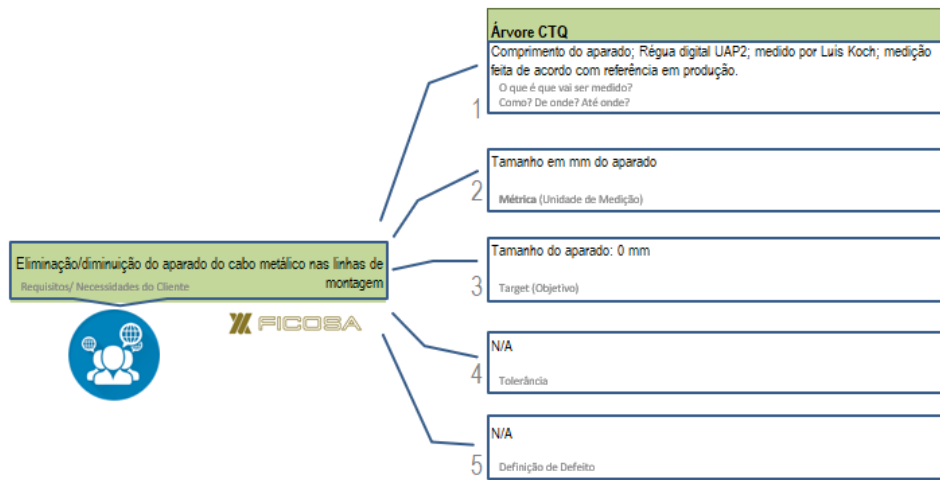 Árvore CTQ
Comprimento do aparado; Régua digital UAP2; medido por Luís Koch; medição
feita de acordo com referência em produção.
O que é que vai ser medido?
Como? De onde? Até onde?
1
Tamanho em mm do aparado
Métrica (Unidade de Medição)
2
Eliminação/diminuição do aparado do cabo metálico nas linhas de
montagem
Requisitos/ Necessidades do Cliente
FICOSA
Tamanho do aparado: 0 mm
Target (Objetivo)
3
N/A
Tolerância
4
N/A
Definição de Defeito
5